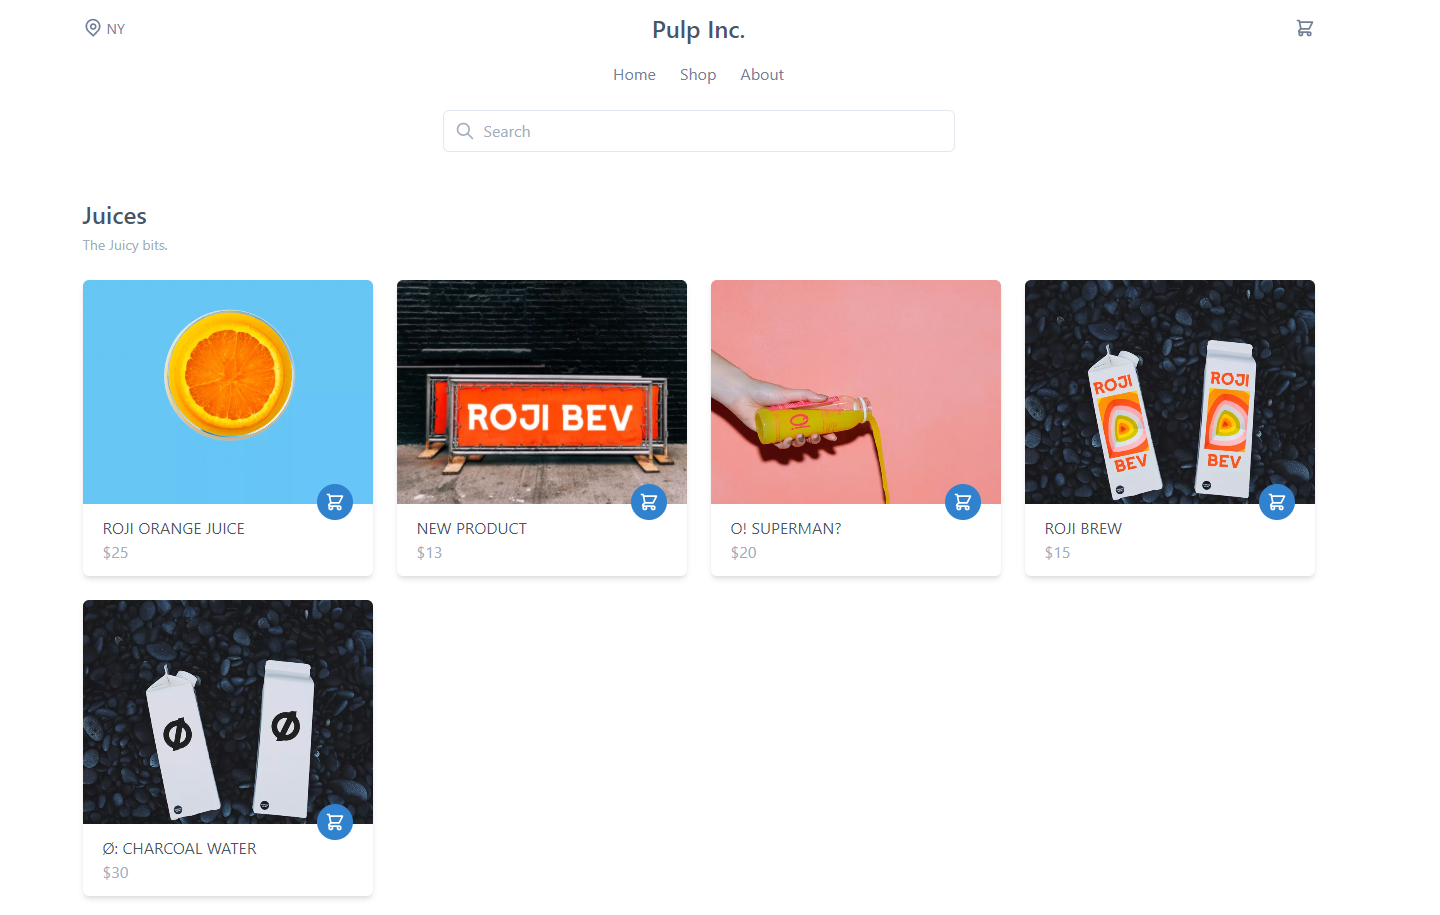 NY
Pulp Inc.
Home Shop About
Search
Juices
The Juicy bits.
ROJI BEV
ROJI
BEV
ROJI
BEV
ROJI ORANGE JUICE
$25
NEW PRODUCT
$13
O! SUPERMAN?
$20
ROJI BREW
$15
Ø
Ø
Ø: CHARCOAL WATER
$30